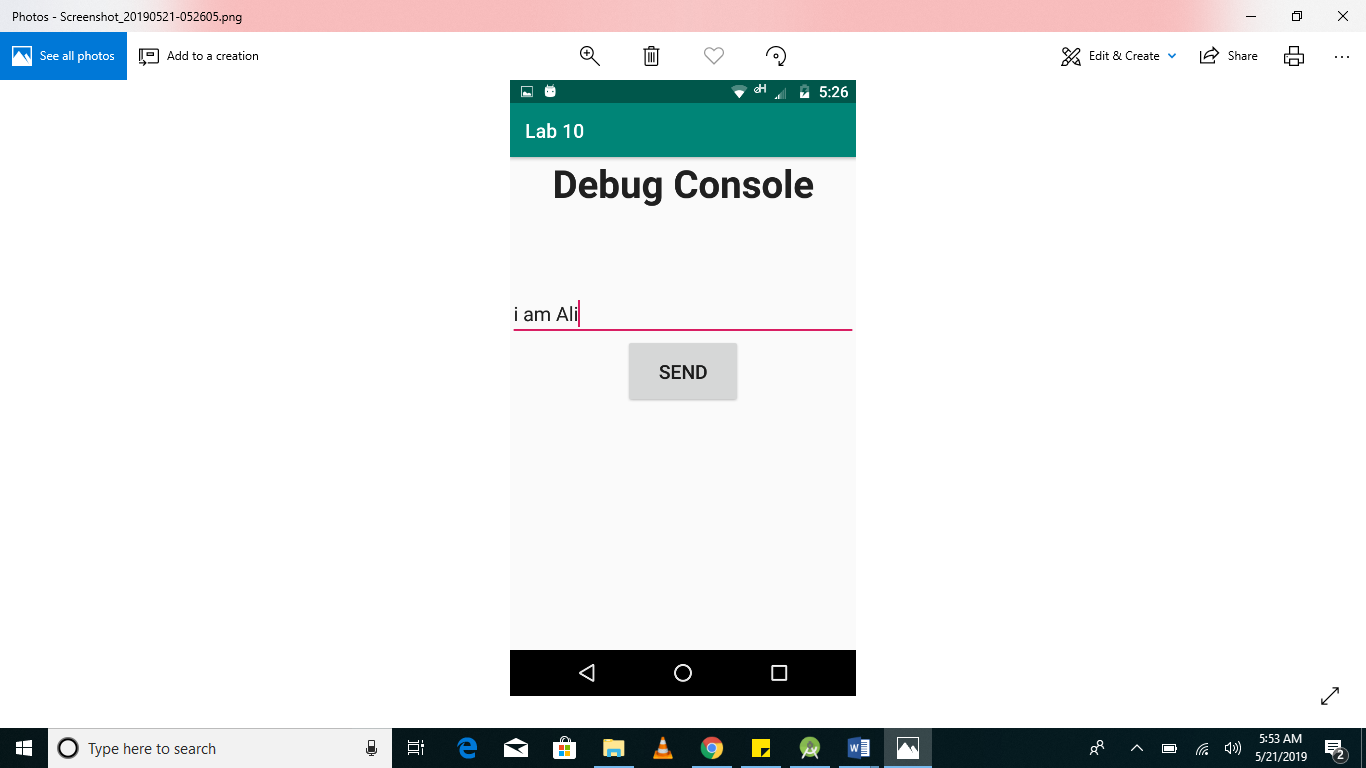 Photos - Screenshot_20190521-052605.png
See all photos
Add to a creation
Edit & Create
Share
5:26
Lab 10
Debug Console
i am Ali
SEND
Type here to search
5:53 AM
5/21/2019
2